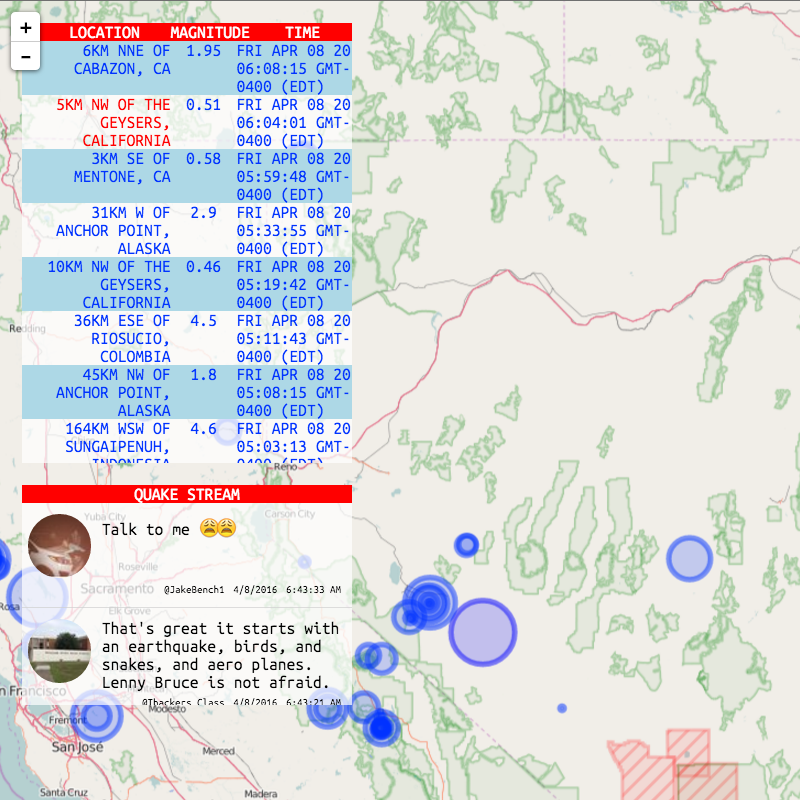 +
-
LOCATION MAGNITUDE TIME
6KM NNE OF 1.95 FRI APR 08 20
CABAZON, CA 06:08:15 GMT-
0400 (EDT)
5KM NW OF THE 0.51 FRI APR 08 20
GEYSERS, 06:04:01 GMT-
CALIFORNIA 0400 (EDT)
3KM SE OF 0.58 FRI APR 08 20
MENTONE, CA 05:59:48 GMT-
0400 (EDT)
31KM W OF 2.9 FRI APR 08 20
ANCHOR POINT, 05:33:55 GMT-
ALASKA 0400 (EDT)
10KM NW OF THE 0.46 FRI APR 08 20
GEYSERS, 05:19:42 GMT-
CALIFORNIA 0400 (EDT)
36KM ESE OF 4.5 FRI APR 08 20
RIOSUCIO, 05:11:43 GMT-
COLOMBIA 0400 (EDT)
45KM NW OF 1.8 FRI APR 08 20
ANCHOR POINT, 05:08:15 GMT-
ALASKA 0400 (EDT)
164KM WSW OF 4.6 FRI APR 08 20
SUNGAIPENUH, 05:03:13 GMT-
INDONESIA 0400 (EDT)
Redding
Reno
QUAKE STREAM
Talk to me 😩😩
@JakeBench1 4/8/2016 6:43:33 AM
Yuba City
Carson City
Roseville
Sacramento
Elk Grove
Rosa
That's great it starts with
an earthquake, birds, and
snakes, and aero planes.
Lenny Bruce is not afraid.
@Thackers_Class 4/8/2016 6:43:21 AM
n Francisco
Modesto
Fremont
San José
Merced
Santa Cruz
Madera